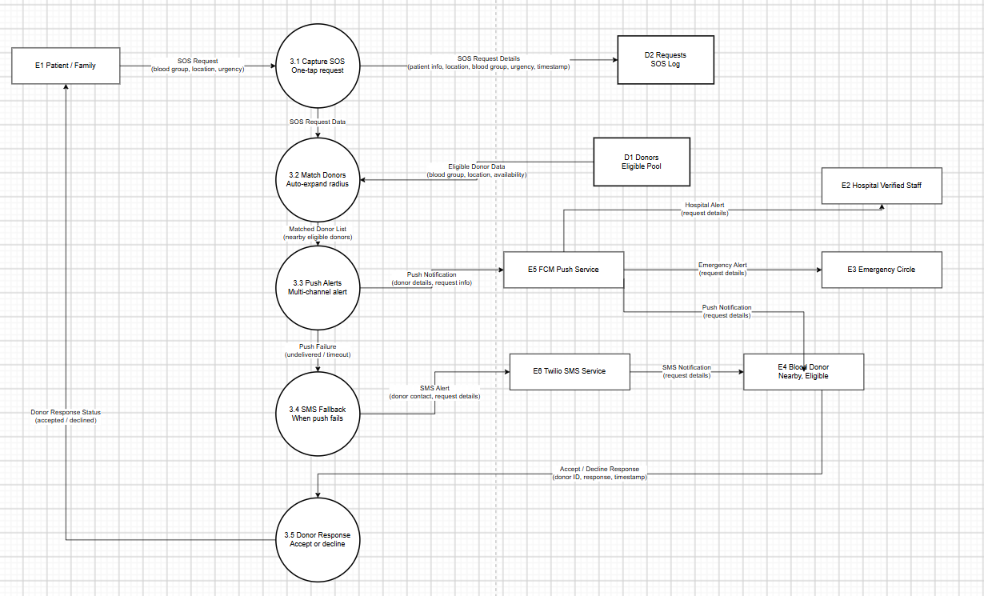 E1 Patient / Family
SOS Request
(blood group, location, urgency)
3.1 Capture SOS
One-tap request
SOS Request Details
(patient info, location, blood group, urgency, timestamp)
D2 Requests
SOS Log
SOS Request Data
3.2 Match Donors
Auto-expand radius
Eligible Donor Data
(blood group, location, availability)
D1 Donors
Eligible Pool
E2 Hospital Verified Staff
Hospital Alert
(request details)
Matched Donor List
(nearby eligible donors)
3.3 Push Alerts
Multi-channel alert
Push Notification
(donor details, request info)
E5 FCM Push Service
Emergency Alert
(request details)
E3 Emergency Circle
Push Notification
(request details)
Push Failure
(undelivered / timeout)
3.4 SMS Fallback
When push fails
SMS Alert
(donor contact, request details)
E6 Twilio SMS Service
SMS Notification
(request details)
E4 Blood Donor
Nearby, Eligible
Donor Response Status
(accepted / declined)
Accept / Decline Response
(donor ID, response, timestamp)
3.5 Donor Response
Accept or decline